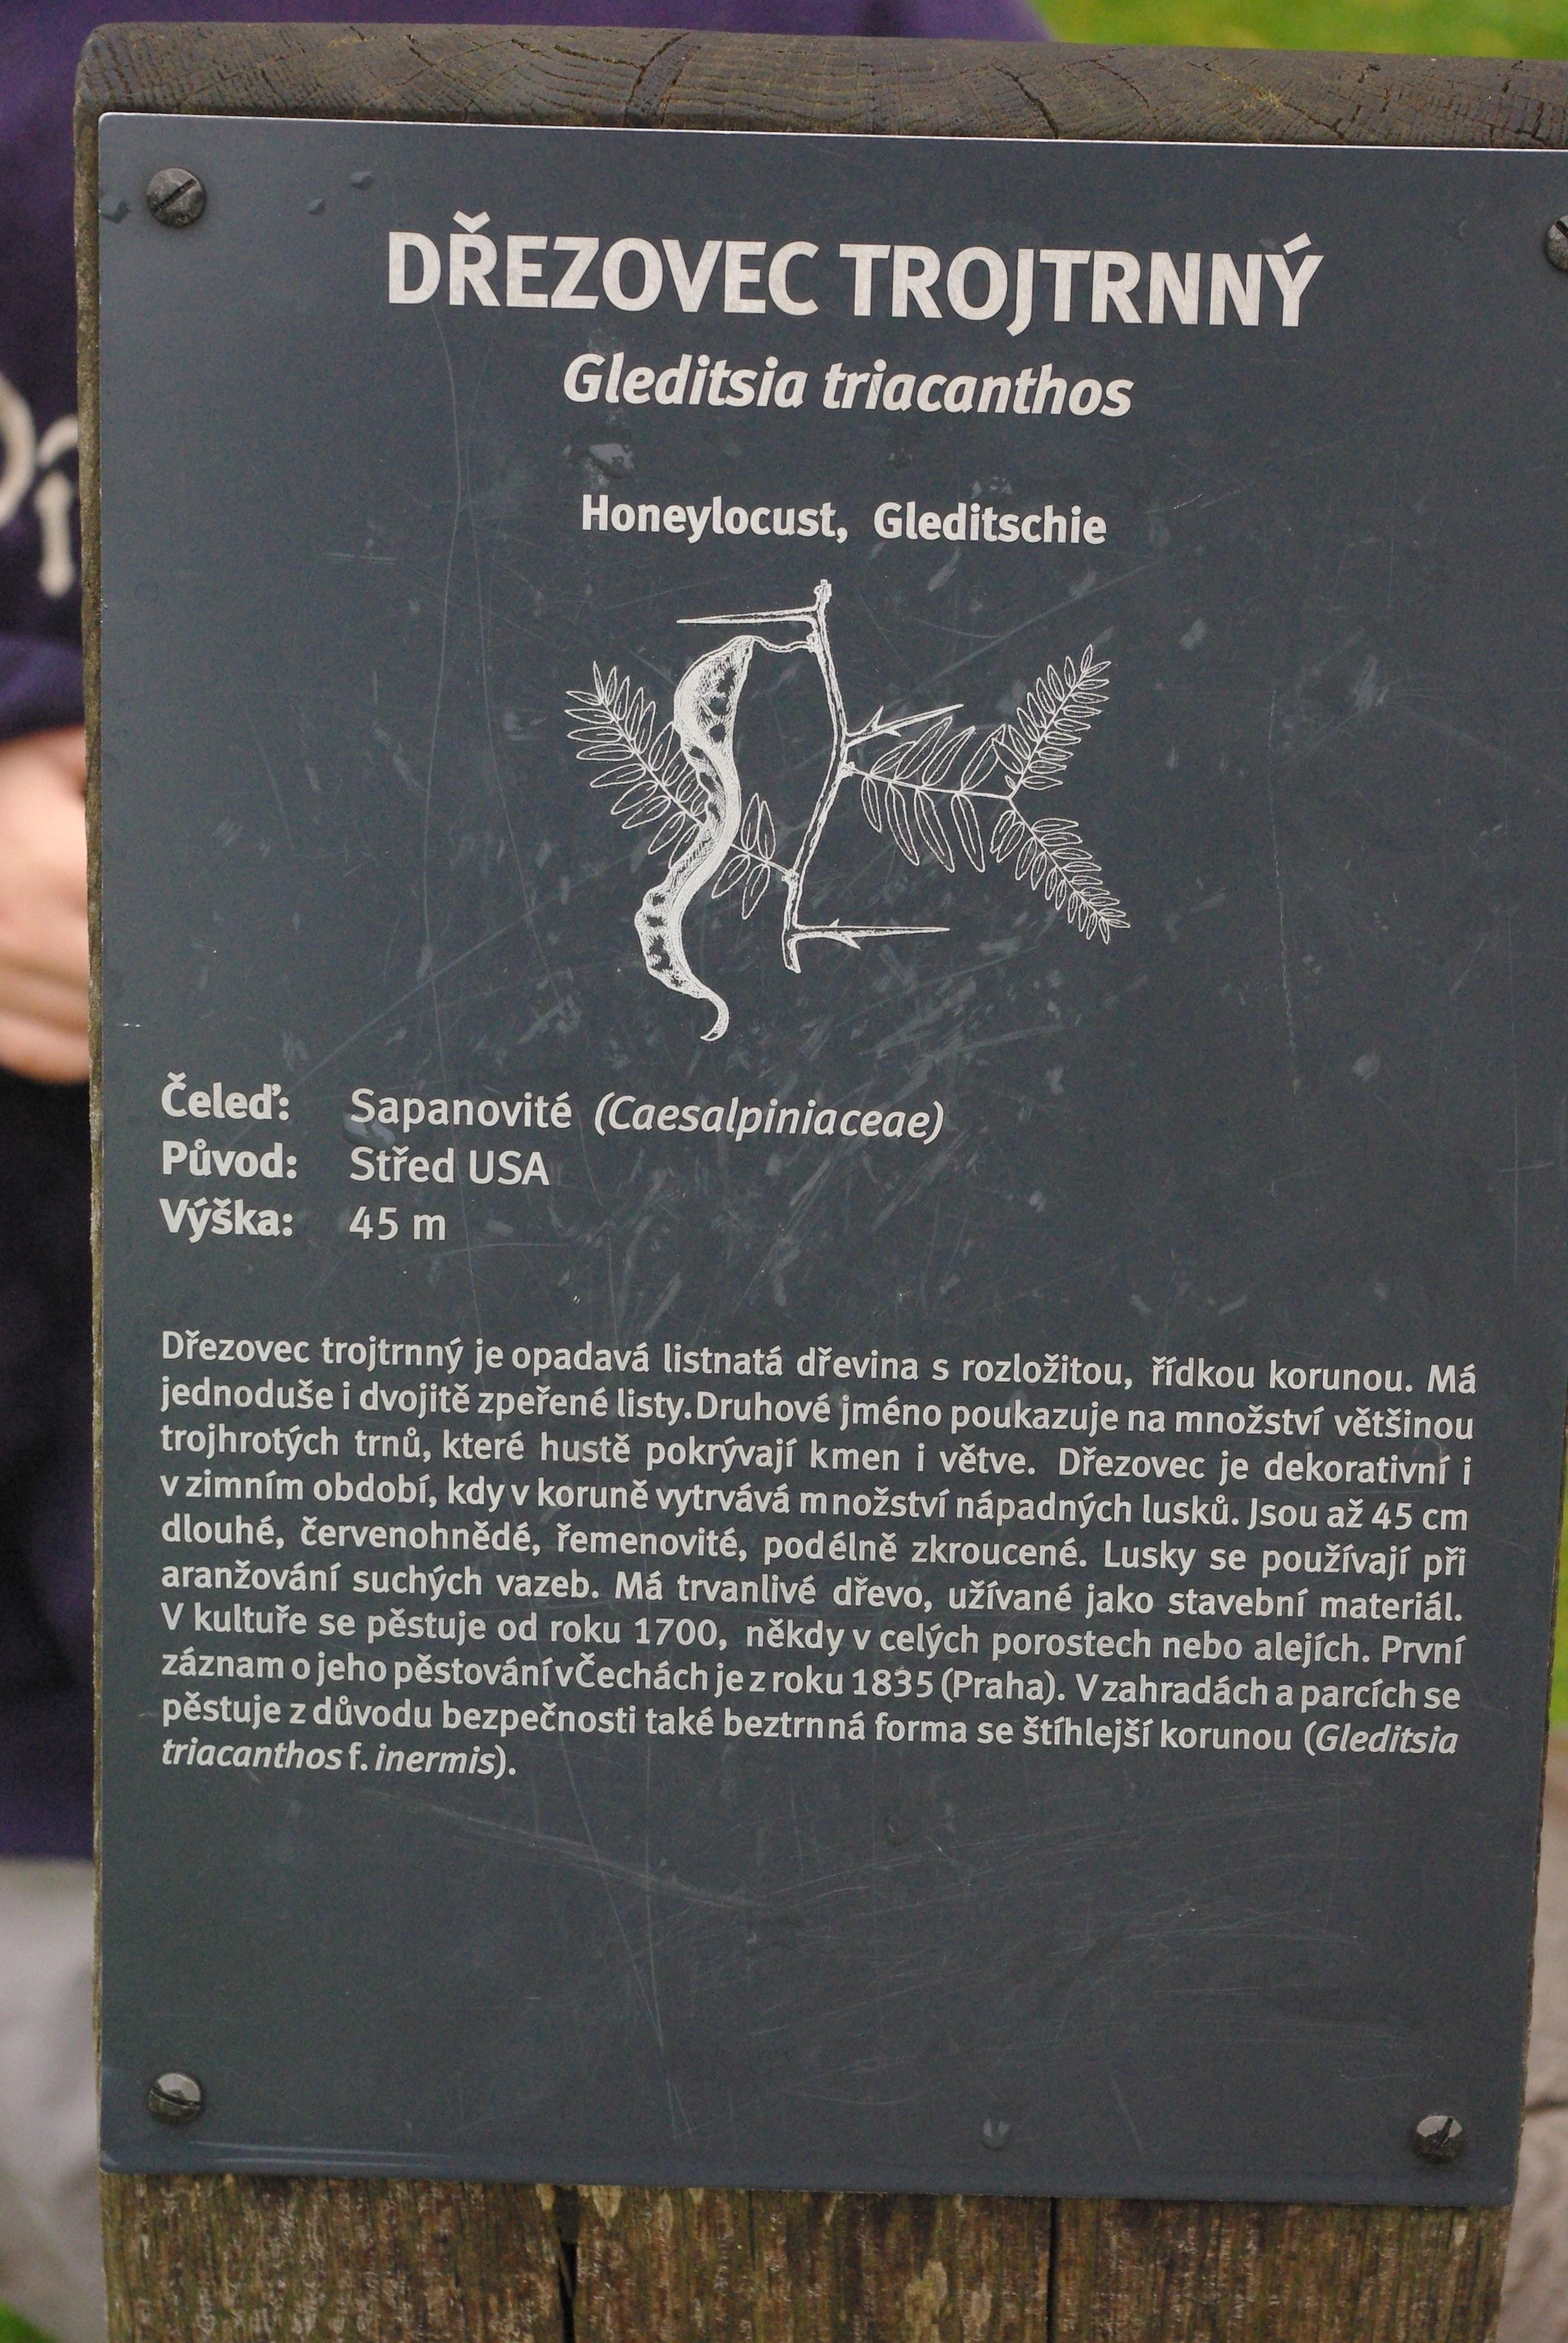 DŘEZOVEC TROJTRNNÝ
Gleditsia triacanthos
Honeylocust, Gleditschie
Čeleď: Sapanovité (Caesalpiniaceae)
Původ: Střed USA
Výška: 45 m
Dřezovec trojtrnný je opadavá listnatá dřevina s rozložitou, řídkou korunou. Má
jednoduše i dvojitě zpeřené listy.Druhové jméno poukazuje na množství většinou
trojhrotých trnů, které hustě pokrývají kmen i větve. Dřezovec je dekorativní i
v zimním období, kdy v koruně vytrvává množství nápadných lusků. Jsou až 45 cm
dlouhé, červenohnědé, řemenovité, podélně zkroucené. Lusky se používají při
aranžování suchých vazeb. Má trvanlivé dřevo, užívané jako stavební materiál.
V kultuře se pěstuje od roku 1700, někdy v celých porostech nebo alejích. První
záznam o jeho pěstování v Čechách je z roku 1835 (Praha). V zahradách a parcích se
pěstuje z důvodu bezpečnosti také beztrnná forma se štíhlejší korunou (Gleditsia
triacanthos f. inermis).